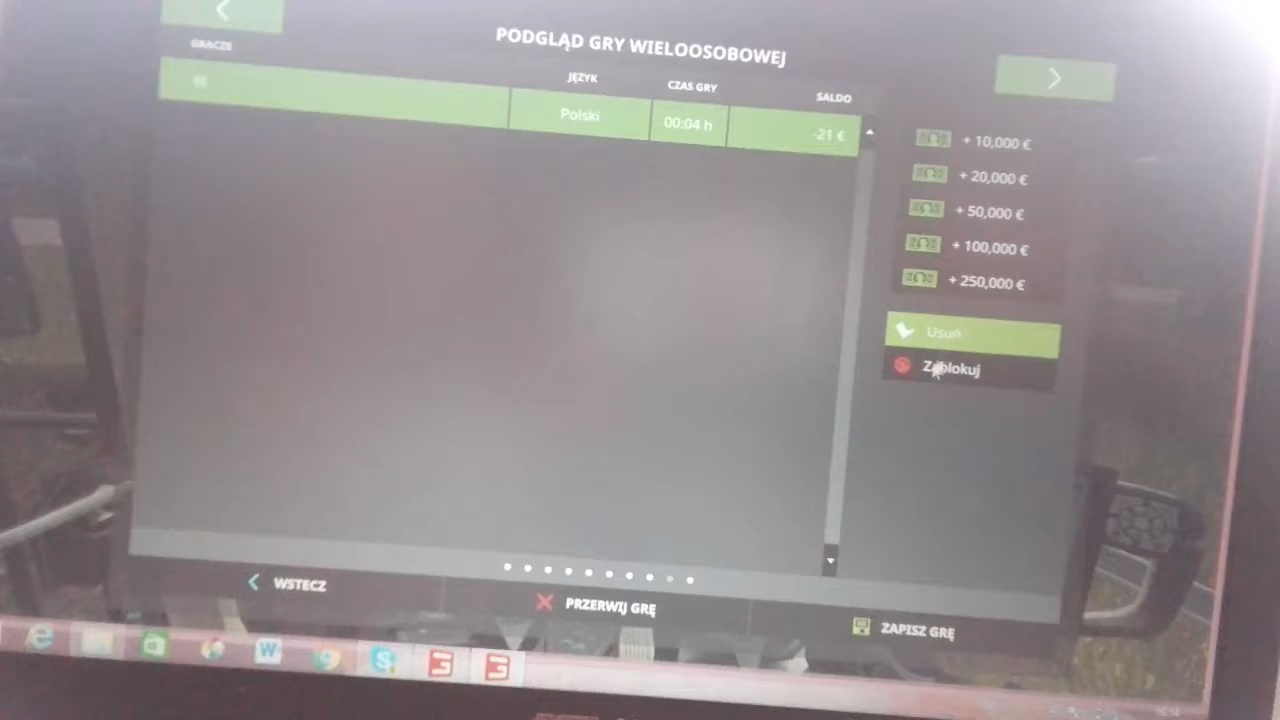 PODGLĄD GRY WIELOOSOBOWEJ
GRACZE
JĘZYK
CZAS GRY
SALDO
Polski
00:04 h
-21 €
+ 10,000 €
+ 20,000 €
+ 50,000 €
+ 100,000 €
+ 250,000 €
Usuń
Zablokuj
WSTECZ
PRZERWIJ GRĘ
ZAPISZ GRĘ